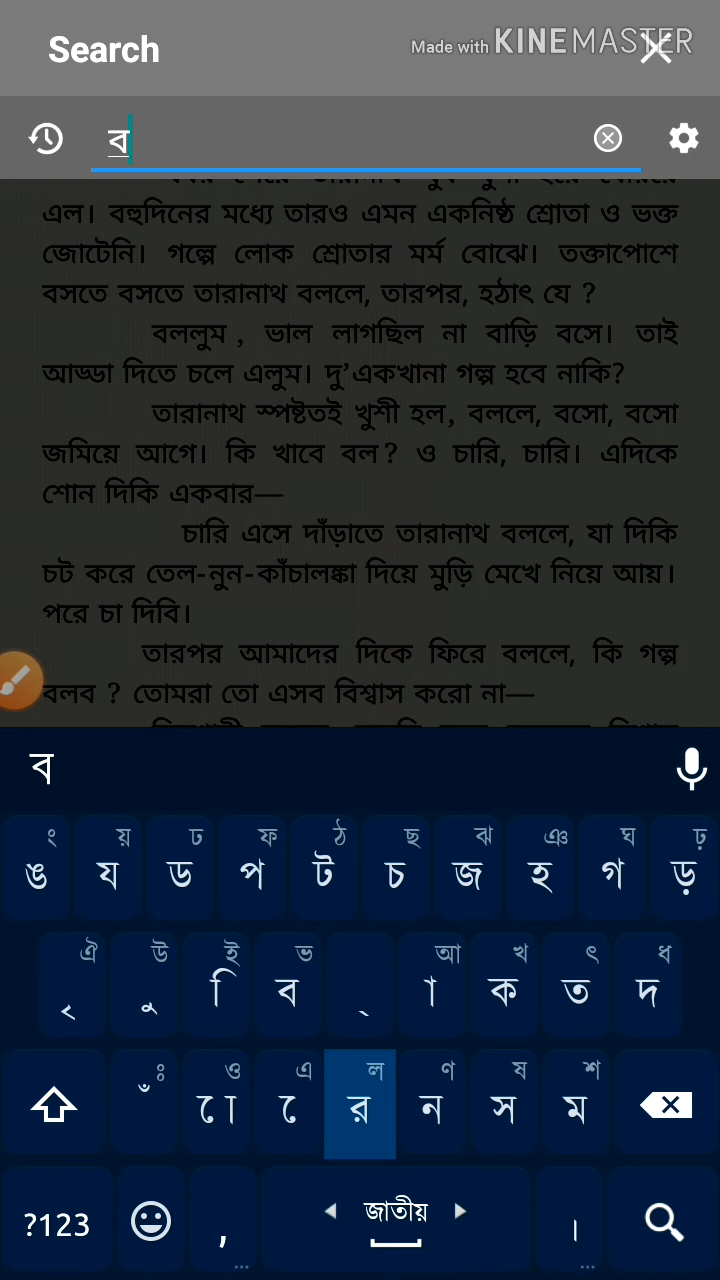 Search
Made with KINEMASTER
ব
এল। বহুদিনের মধ্যে তারও এমন একনিষ্ঠ শ্রোতা ও ভক্ত
জোটেনি। গল্পে লোক শ্রোতার মর্ম বোঝে। তক্তাপোশে
বসতে বসতে তারানাথ বললে, তারপর, হঠাৎ যে ?
বললুম , ভাল লাগছিল না বাড়ি বসে। তাই
আড্ডা দিতে চলে এলুম। দু’একখানা গল্প হবে নাকি?
তারানাথ স্পষ্টতই খুশী হল, বললে, বসো, বসো
জমিয়ে আগে। কি খাবে বল ? ও চারি, চারি। এদিকে
শোন দিকি একবার—
চারি এসে দাঁড়াতে তারানাথ বললে, যা দিকি
চট করে তেল-নুন-কাঁচালঙ্কা দিয়ে মুড়ি মেখে নিয়ে আয়।
পরে চা দিবি।
তারপর আমাদের দিকে ফিরে বললে, কি গল্প
বলব ? তোমরা তো এসব বিশ্বাস করো না—
ব
ং য় ঢ ফ ঠ ছ ঝ ঞ ঘ ঢ়
ঙ য ড প ট চ জ হ গ ড়
ঐ উ ই ভ আ খ ৎ ধ
ৃ ু ি ব ্ া ক ত দ
ঃ ও এ ল ণ ষ শ
ঁ ো ে র ন স ম
?123 , জাতীয় ।